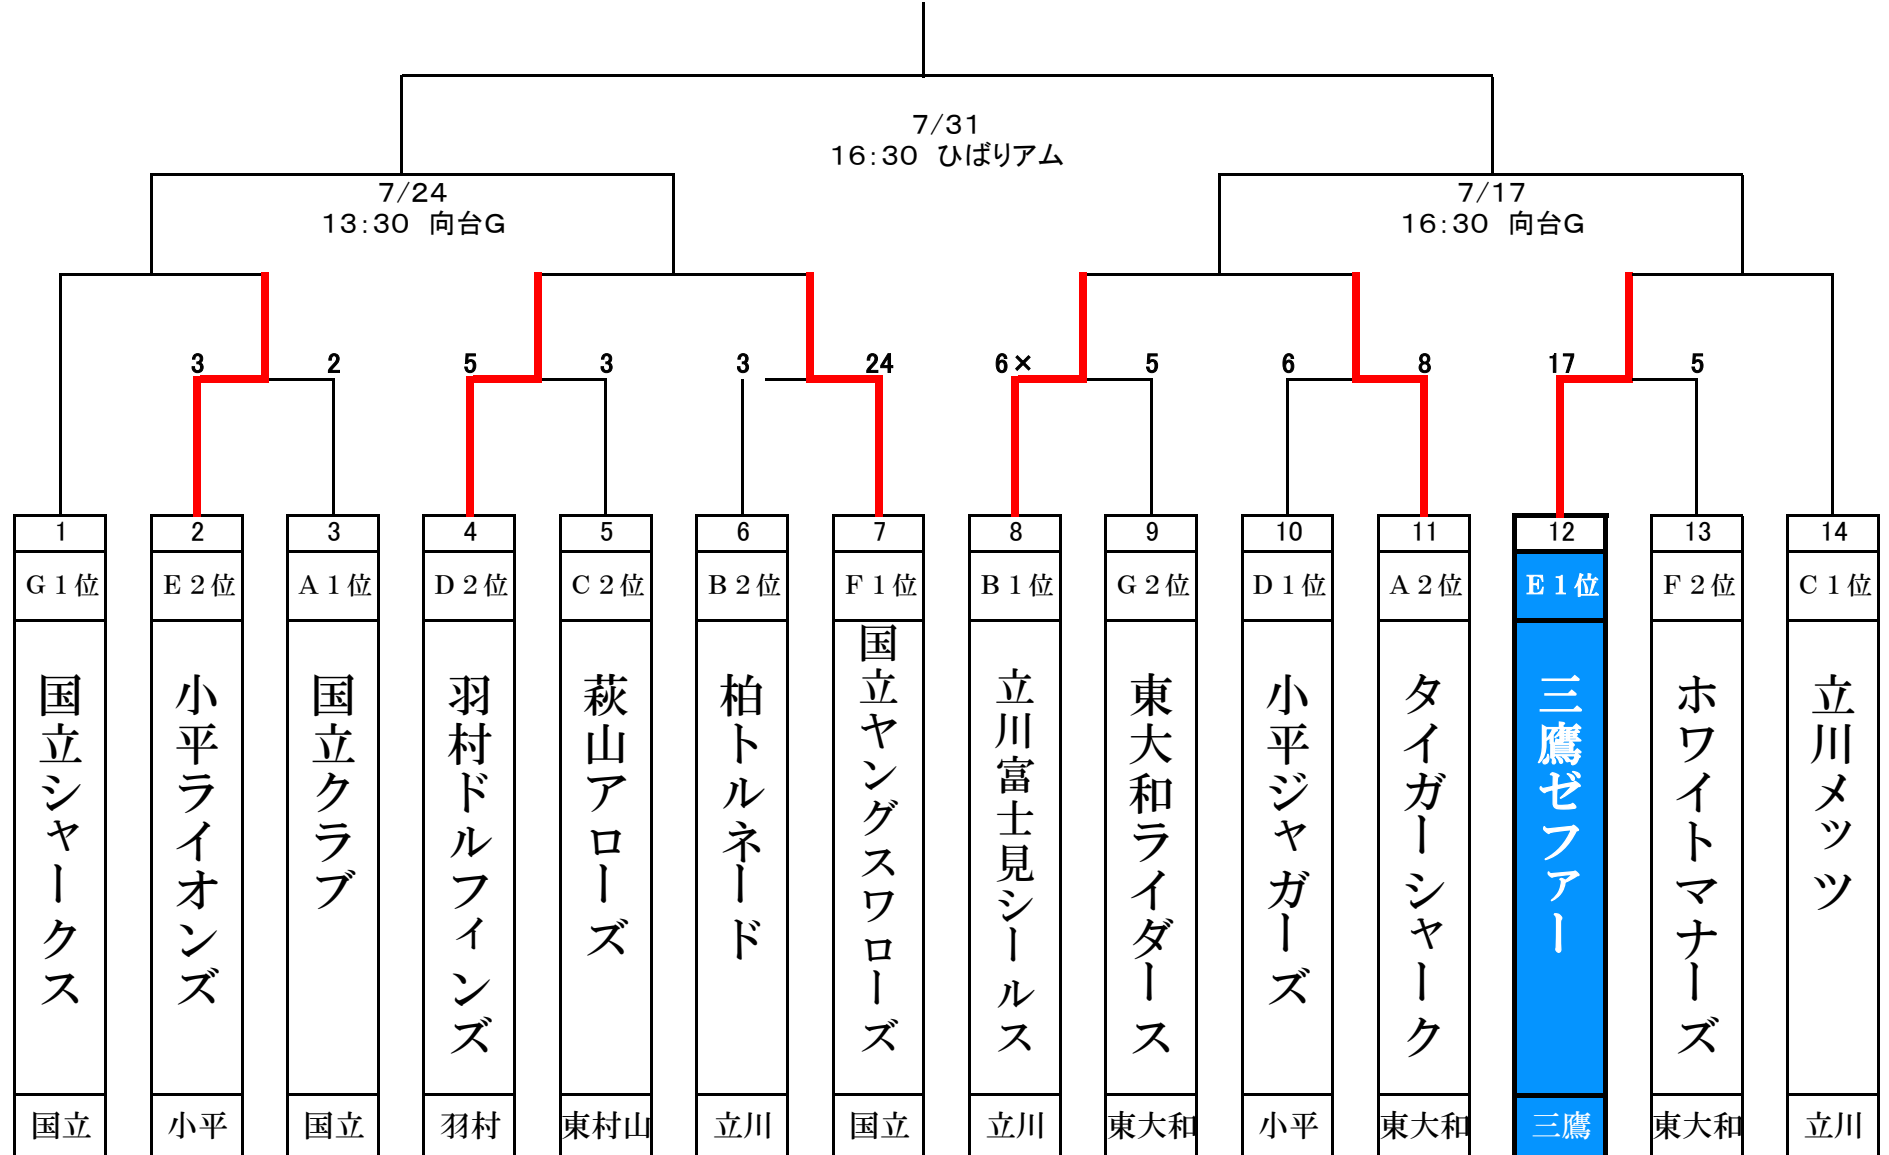 7/31
16:30 ひばりアム
7/24
13:30 向台G
7/17
16:30 向台G
3 2 5 3 3 24 6× 5 6 8 17 5
1 2 3 4 5 6 7 8 9 10 11 12 13 14
G1位 E2位 A1位 D2位 C2位 B2位 F1位 B1位 G2位 D1位 A2位 E1位 F2位 C1位
国立シャークス
小平ライオンズ
国立クラブ
羽村ドルフィンズ
萩山アローズ
柏トルネード
国立ヤングスワローズ
立川富士見シールス
東大和ライダース
小平ジャガーズ
タイガーシャーク
三鷹ゼファー
ホワイトマナーズ
立川メッツ
国立 小平 国立 羽村 東村山 立川 国立 立川 東大和 小平 東大和 三鷹 東大和 立川